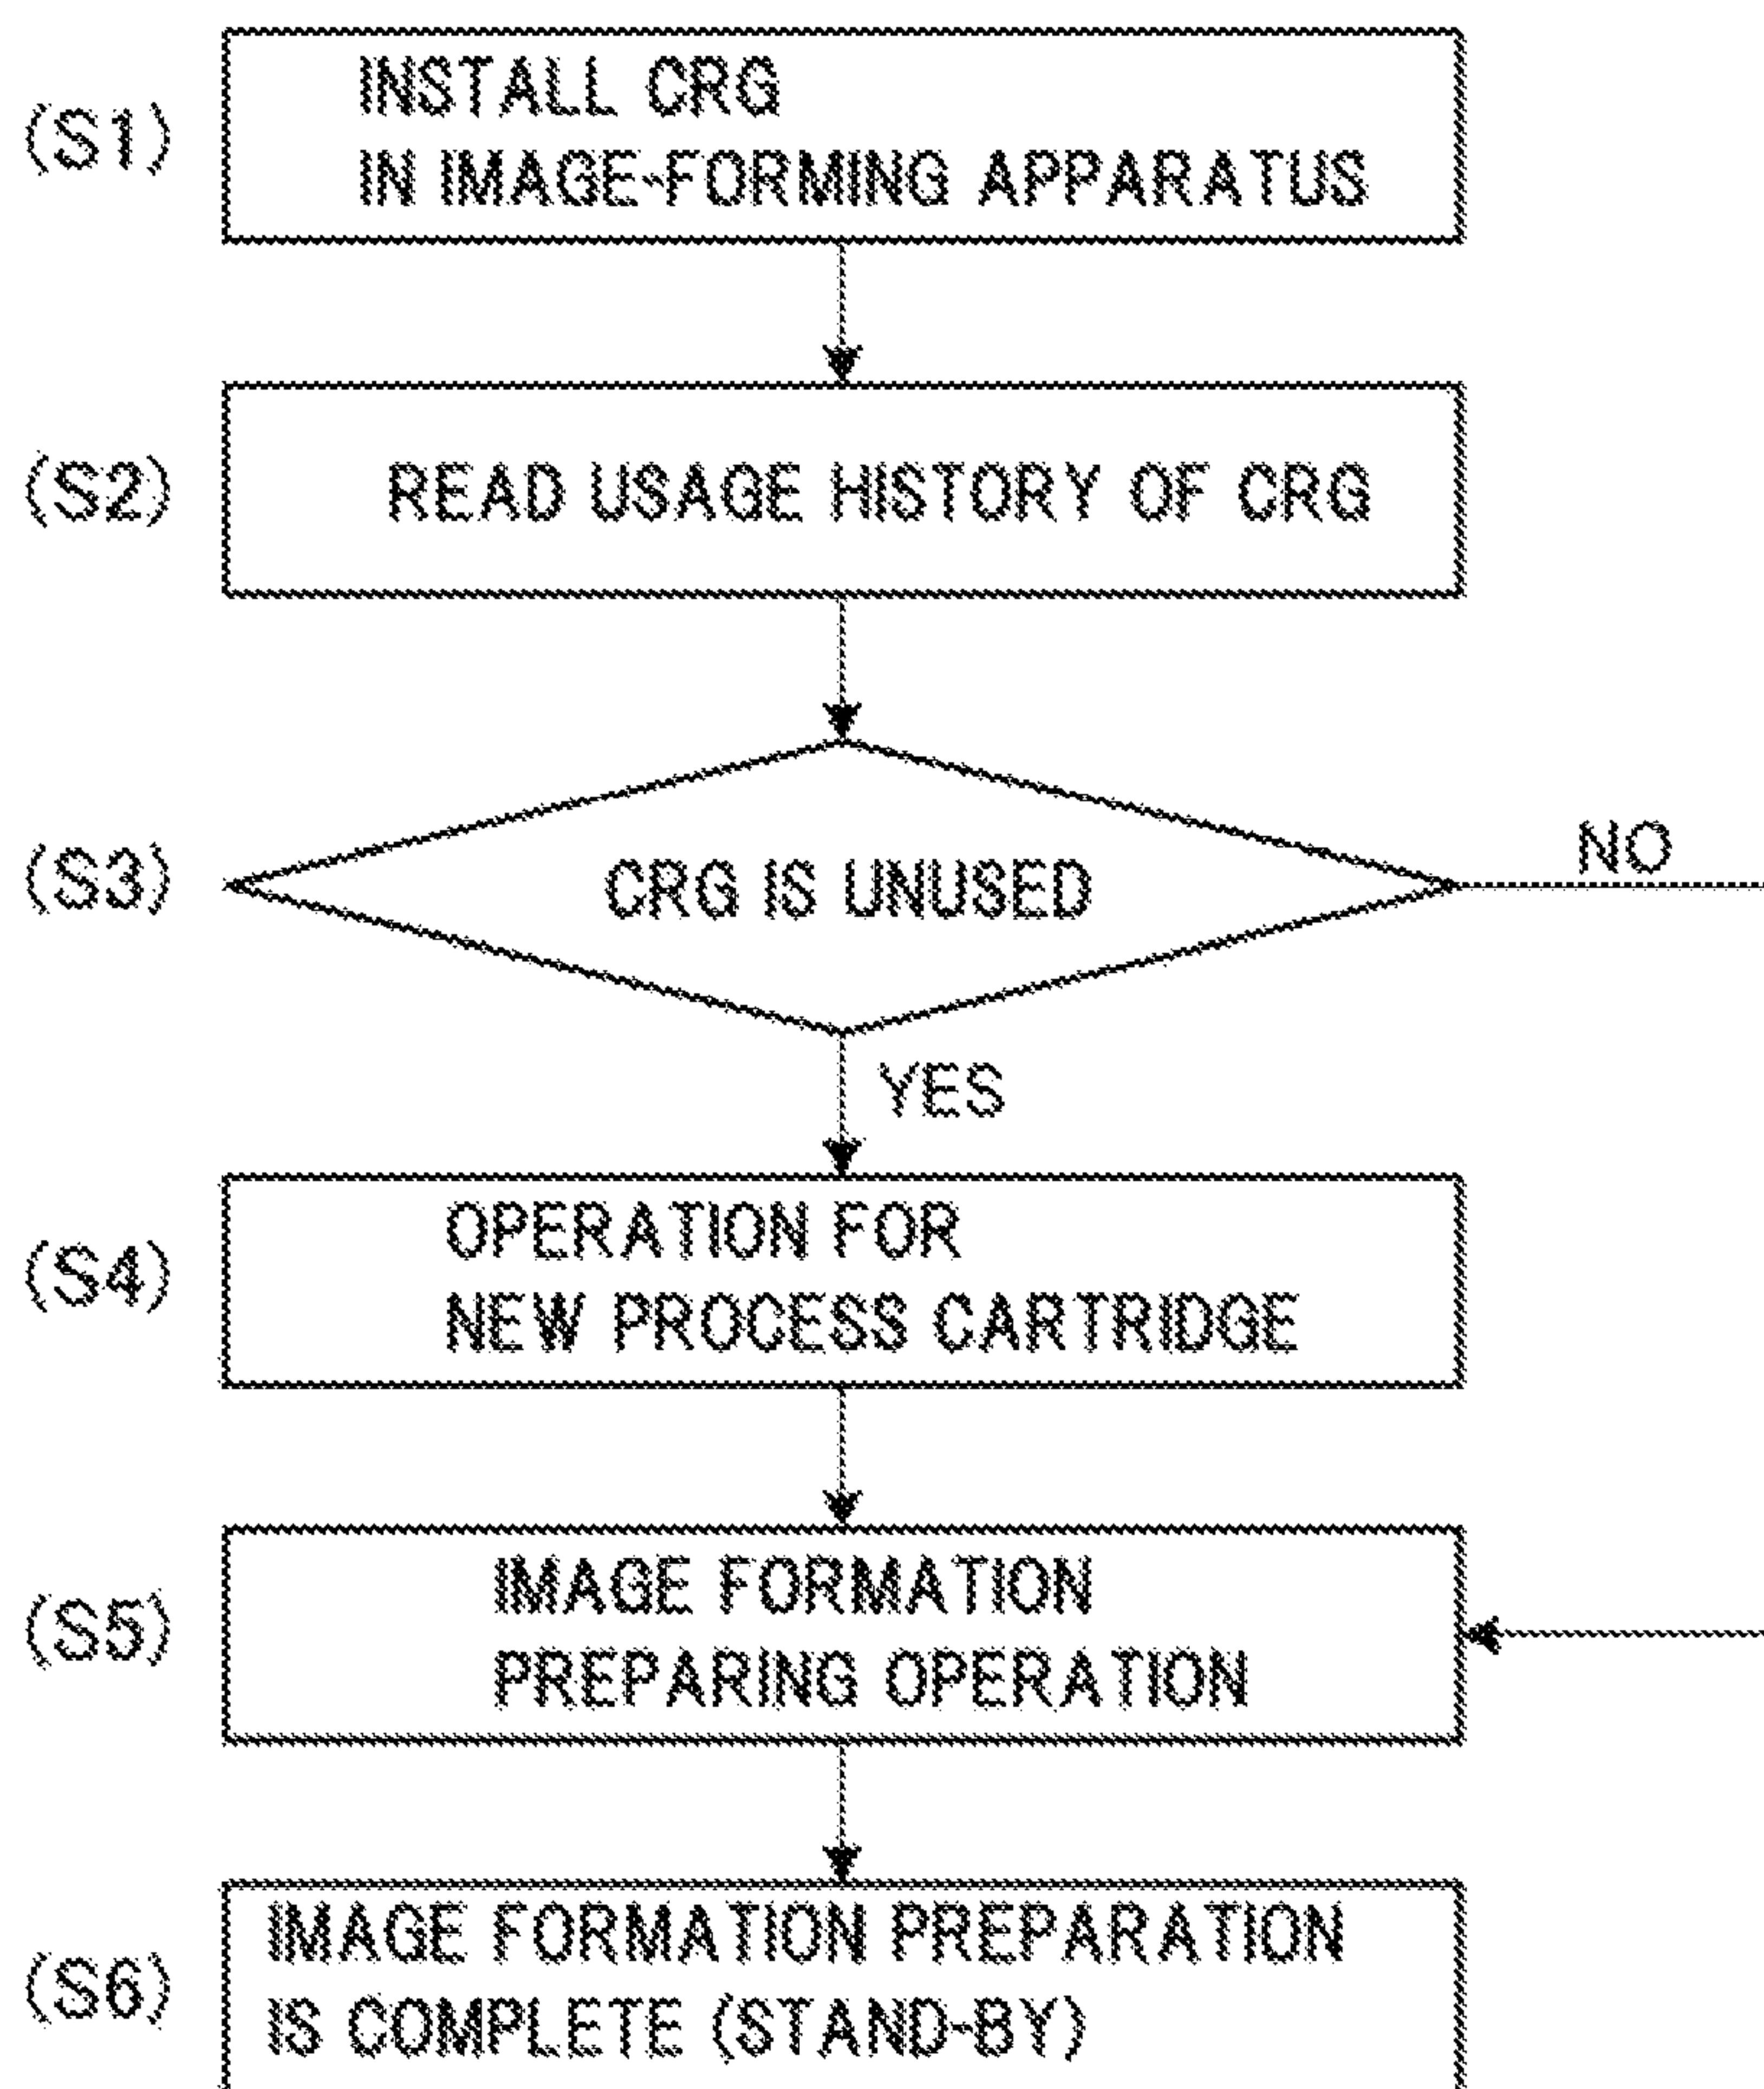 (S1)
INSTALL CRG
IN IMAGE-FORMING APPARATUS
(S2)
READ USAGE HISTORY OF CRG
(S3)
CRG IS UNUSED
NO
YES
(S4)
OPERATION FOR
NEW PROCESS CARTRIDGE
(S5)
IMAGE FORMATION
PREPARING OPERATION
(S6)
IMAGE FORMATION PREPARATION
IS COMPLETE (STAND-BY)